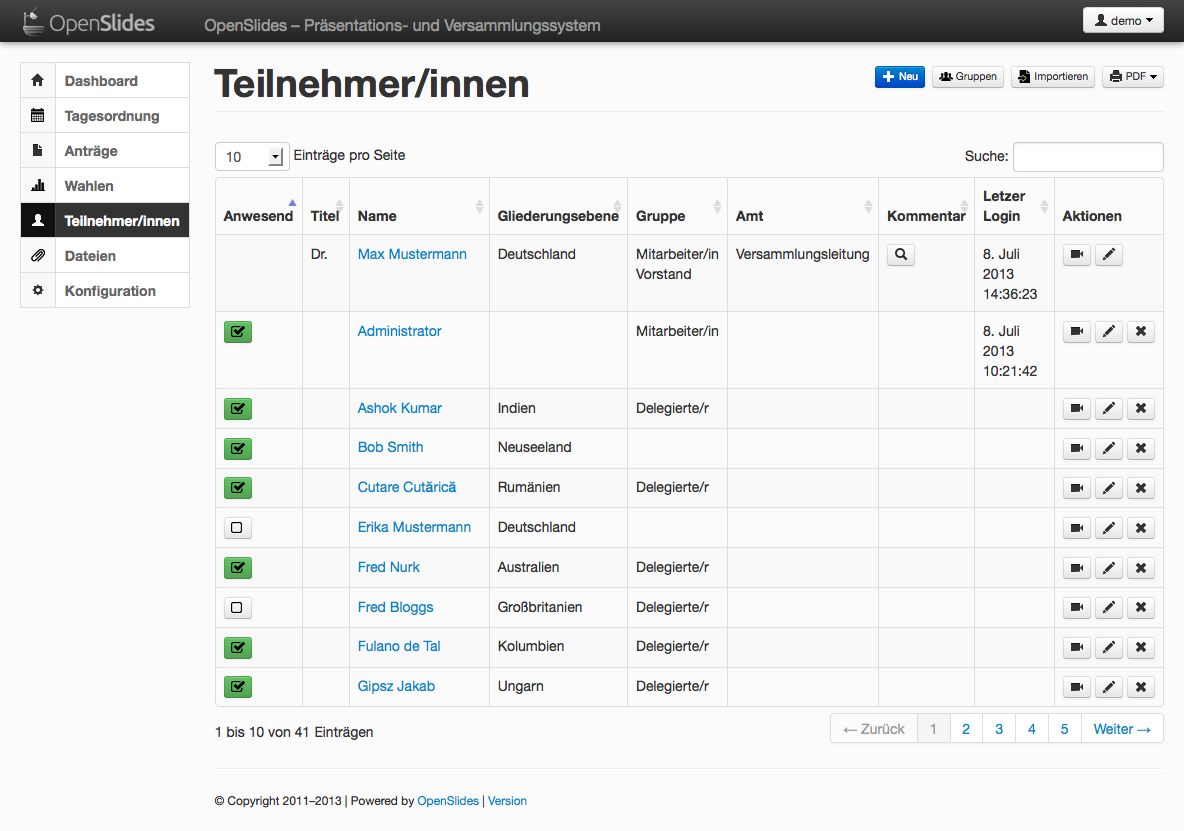 OpenSlides
OpenSlides – Präsentations- und Versammlungssystem
demo
Dashboard
Tagesordnung
Anträge
Wahlen
Teilnehmer/innen
Dateien
Konfiguration
Teilnehmer/innen
Neu
Gruppen
Importieren
PDF
10 Einträge pro Seite
Suche:
Anwesend Titel Name Gliederungsebene Gruppe Amt Kommentar Letzer Login Aktionen
Dr. Max Mustermann Deutschland Mitarbeiter/in Versammlungsleitung 8. Juli
Vorstand 2013
14:36:23
Administrator Mitarbeiter/in 8. Juli
2013
10:21:42
Ashok Kumar Indien Delegierte/r
Bob Smith Neuseeland
Cutare Cutărică Rumänien Delegierte/r
Erika Mustermann Deutschland
Fred Nurk Australien Delegierte/r
Fred Bloggs Großbritanien Delegierte/r
Fulano de Tal Kolumbien Delegierte/r
Gipsz Jakab Ungarn Delegierte/r
1 bis 10 von 41 Einträgen
← Zurück 1 2 3 4 5 Weiter →
© Copyright 2011–2013 | Powered by OpenSlides | Version